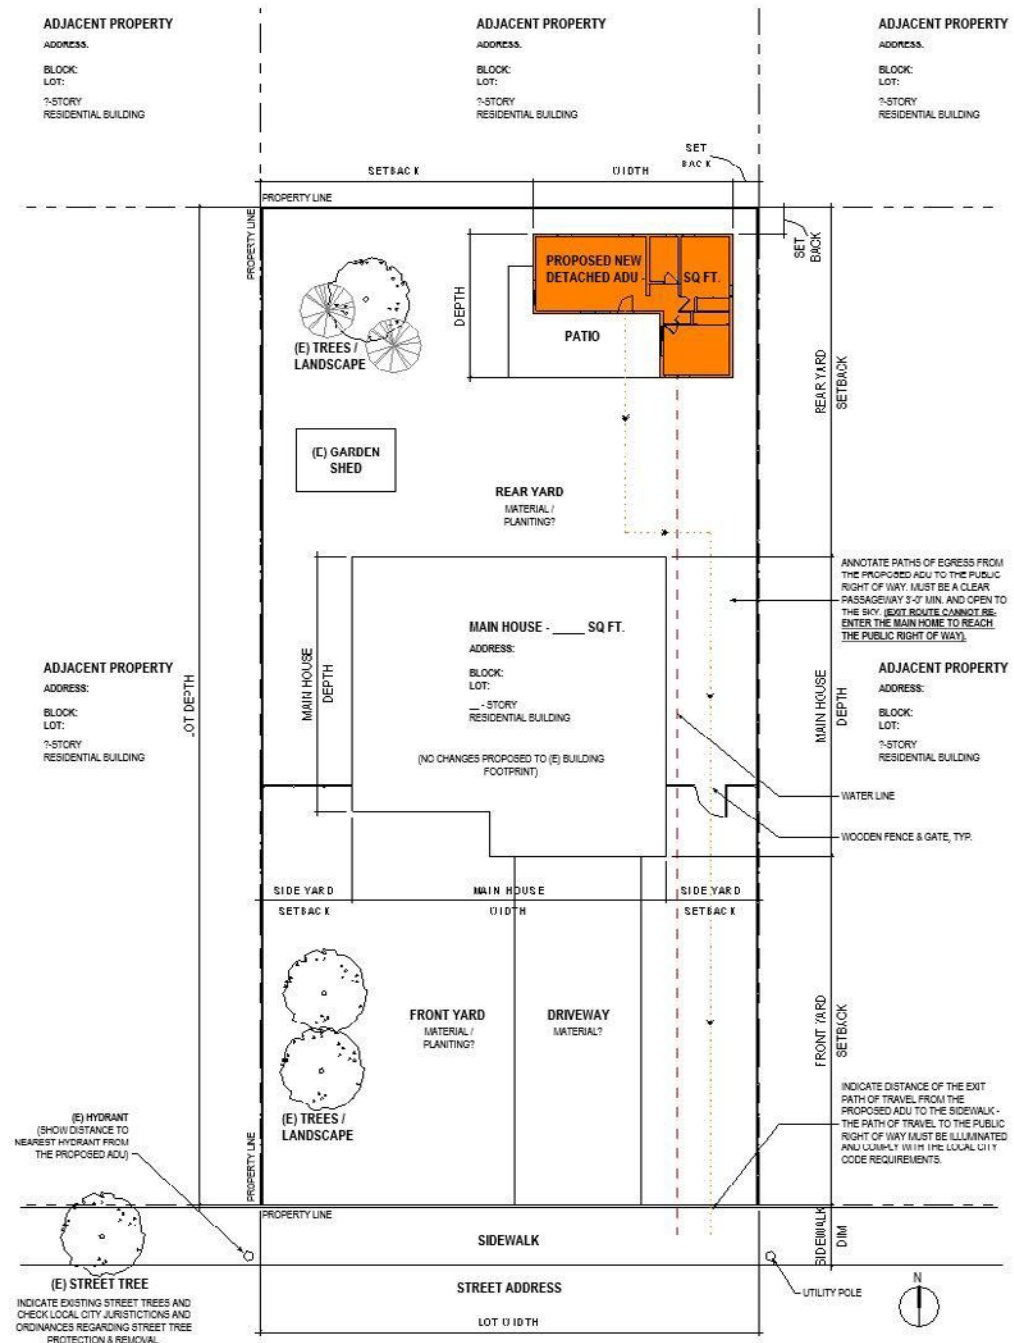 ADJACENT PROPERTY
ADDRESS:
BLOCK:
LOT:
?-STORY
RESIDENTIAL BUILDING
ADJACENT PROPERTY
ADDRESS:
BLOCK:
LOT:
?-STORY
RESIDENTIAL BUILDING
ADJACENT PROPERTY
ADDRESS:
BLOCK:
LOT:
?-STORY
RESIDENTIAL BUILDING
SETBACK
WIDTH
SET
BACK
PROPERTY LINE
PROPERTY LINE
SET
BACK
PROPOSED NEW
DETACHED ADU -
SQ FT.
DEPTH
PATIO
(E) TREES /
LANDSCAPE
REAR YARD
SETBACK
(E) GARDEN
SHED
REAR YARD
MATERIAL /
PLANITING?
ANNOTATE PATHS OF EGRESS FROM
THE PROPOSED ADU TO THE PUBLIC
RIGHT OF WAY. MUST BE A CLEAR
PASSAGEWAY 3'-0" MIN. AND OPEN TO
THE SKY. (EXIT ROUTE CANNOT RE-
ENTER THE MAIN HOME TO REACH
THE PUBLIC RIGHT OF WAY).
MAIN HOUSE - ____ SQ FT.
ADDRESS:
BLOCK:
LOT:
__ - STORY
RESIDENTIAL BUILDING
(NO CHANGES PROPOSED TO (E) BUILDING
FOOTPRINT)
MAIN HOUSE
DEPTH
ADJACENT PROPERTY
ADDRESS:
BLOCK:
LOT:
?-STORY
RESIDENTIAL BUILDING
LOT DEPTH
MAIN HOUSE
DEPTH
ADJACENT PROPERTY
ADDRESS:
BLOCK:
LOT:
?-STORY
RESIDENTIAL BUILDING
WATER LINE
WOODEN FENCE & GATE, TYP.
SIDE YARD
SETBACK
MAIN HOUSE
WIDTH
SIDE YARD
SETBACK
FRONT YARD
MATERIAL /
PLANITING?
DRIVEWAY
MATERIAL?
FRONT YARD
SETBACK
(E) TREES /
LANDSCAPE
INDICATE DISTANCE OF THE EXIT
PATH OF TRAVEL FROM THE
PROPOSED ADU TO THE SIDEWALK -
THE PATH OF TRAVEL TO THE PUBLIC
RIGHT OF WAY MUST BE ILLUMINATED
AND COMPLY WITH THE LOCAL CITY
CODE REQUIREMENTS.
(E) HYDRANT
(SHOW DISTANCE TO
NEAREST HYDRANT FROM
THE PROPOSED ADU)
PROPERTY LINE
PROPERTY LINE
SIDEWALK
SIDEWALK
DIM
STREET ADDRESS
UTILITY POLE
N
LOT WIDTH
(E) STREET TREE
INDICATE EXISTING STREET TREES AND
CHECK LOCAL CITY JURISTICTIONS AND
ORDINANCES REGARDING STREET TREE
PROTECTION & REMOVAL